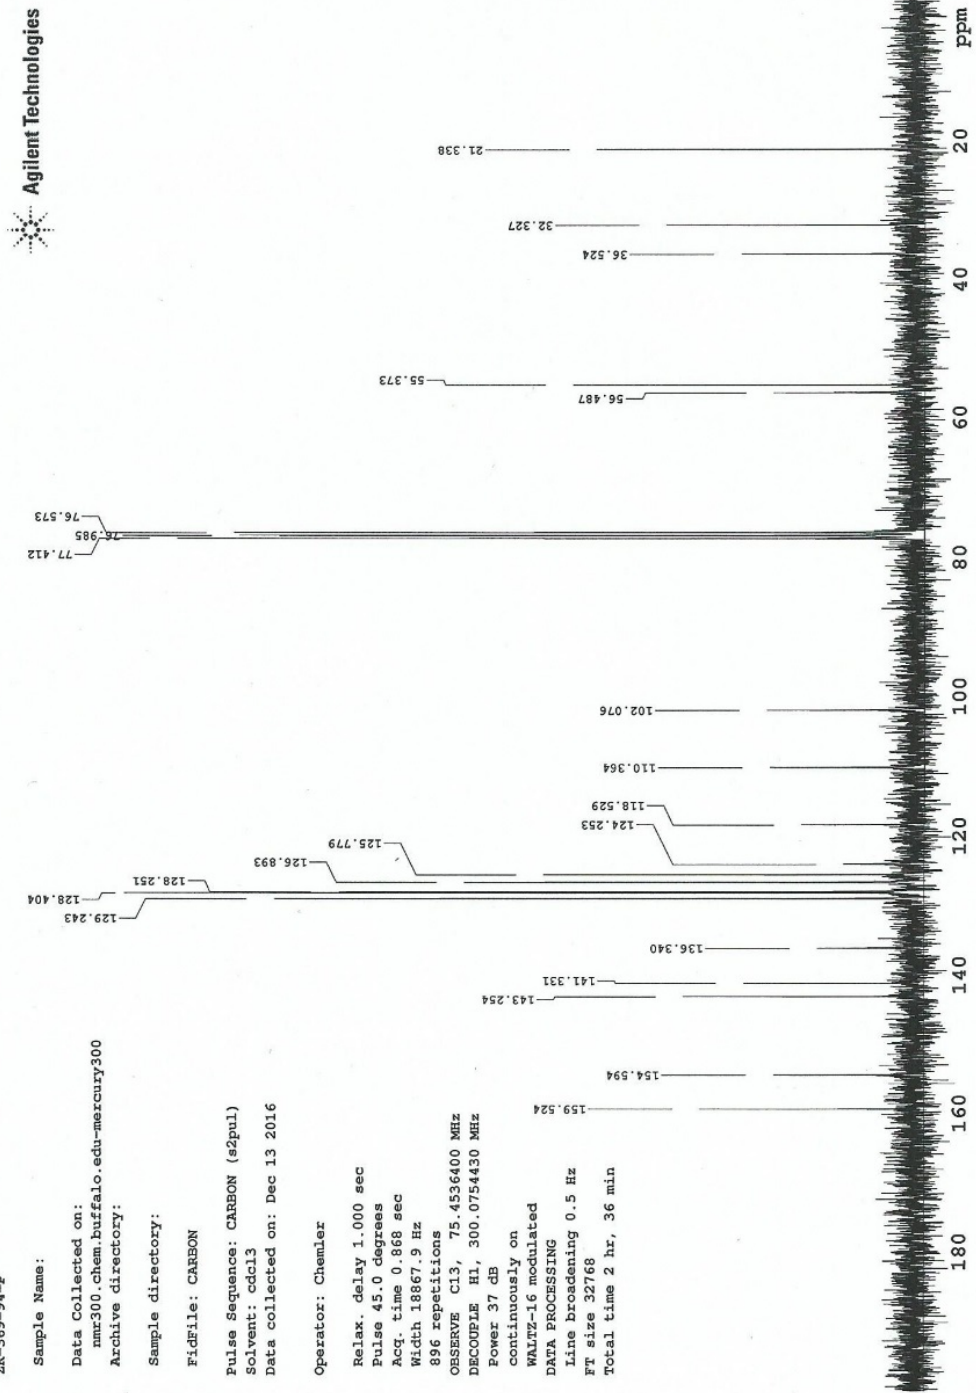 Agilent Technologies
Sample Name:
Data Collected on:
nmr300.chem.buffalo.edu-mercury300
Archive directory:
Sample directory:
FidFile: CARBON
Pulse Sequence: CARBON (s2pul)
Solvent: cdcl3
Data collected on: Dec 13 2016
Operator: Chemler
Relax. delay 1.000 sec
Pulse 45.0 degrees
Acq. time 0.868 sec
Width 18867.9 Hz
896 repetitions
OBSERVE C13, 75.4536400 MHz
DECOUPLE H1, 300.0754430 MHz
Power 37 dB
continuously on
WALTZ-16 modulated
DATA PROCESSING
Line broadening 0.5 Hz
FT size 32768
Total time 2 hr, 36 min
159.524
154.594
143.254
141.331
136.340
129.243
128.404
128.251
126.893
125.779
124.253
118.529
110.364
102.076
77.412
76.985
76.573
56.487
55.373
36.524
32.327
21.338
180 160 140 120 100 80 60 40 20 ppm